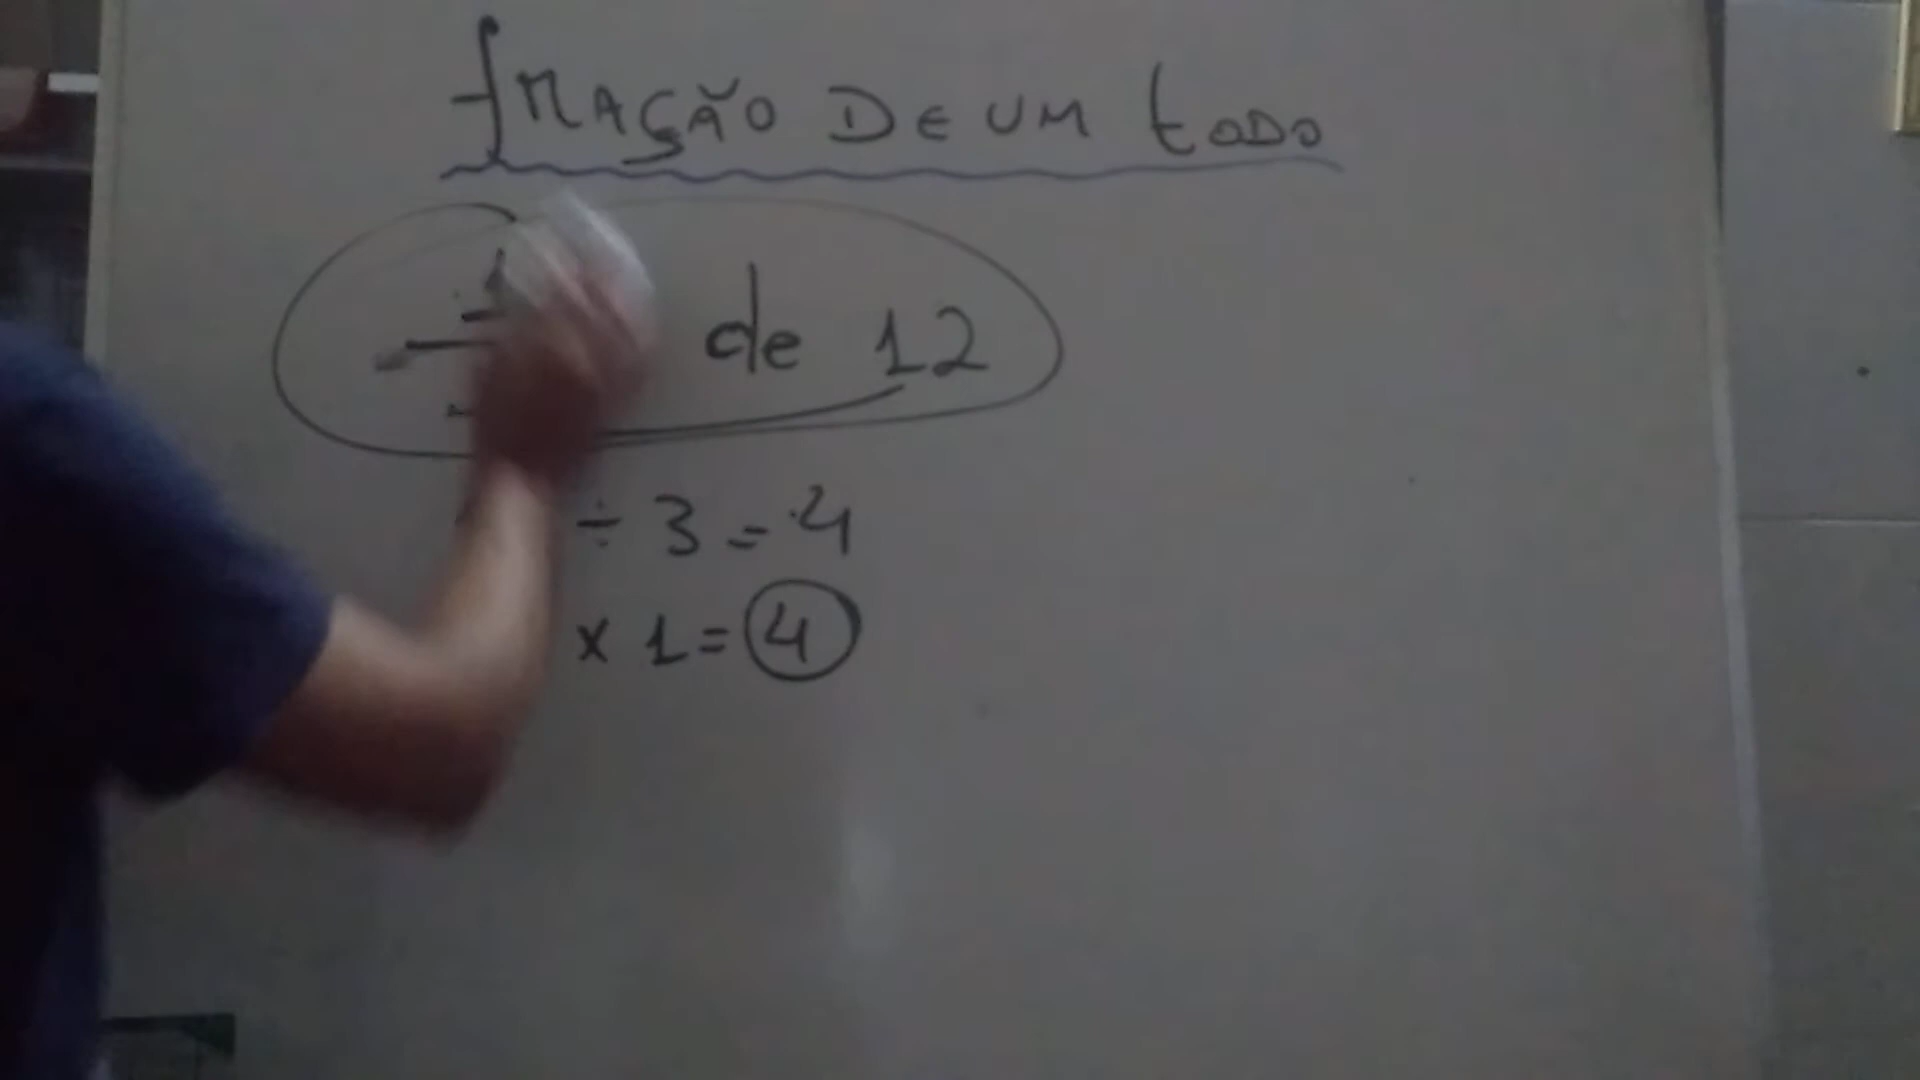 fRAÇÃO DE UM todo
de 12
÷ 3 = 4
x 1 = 4